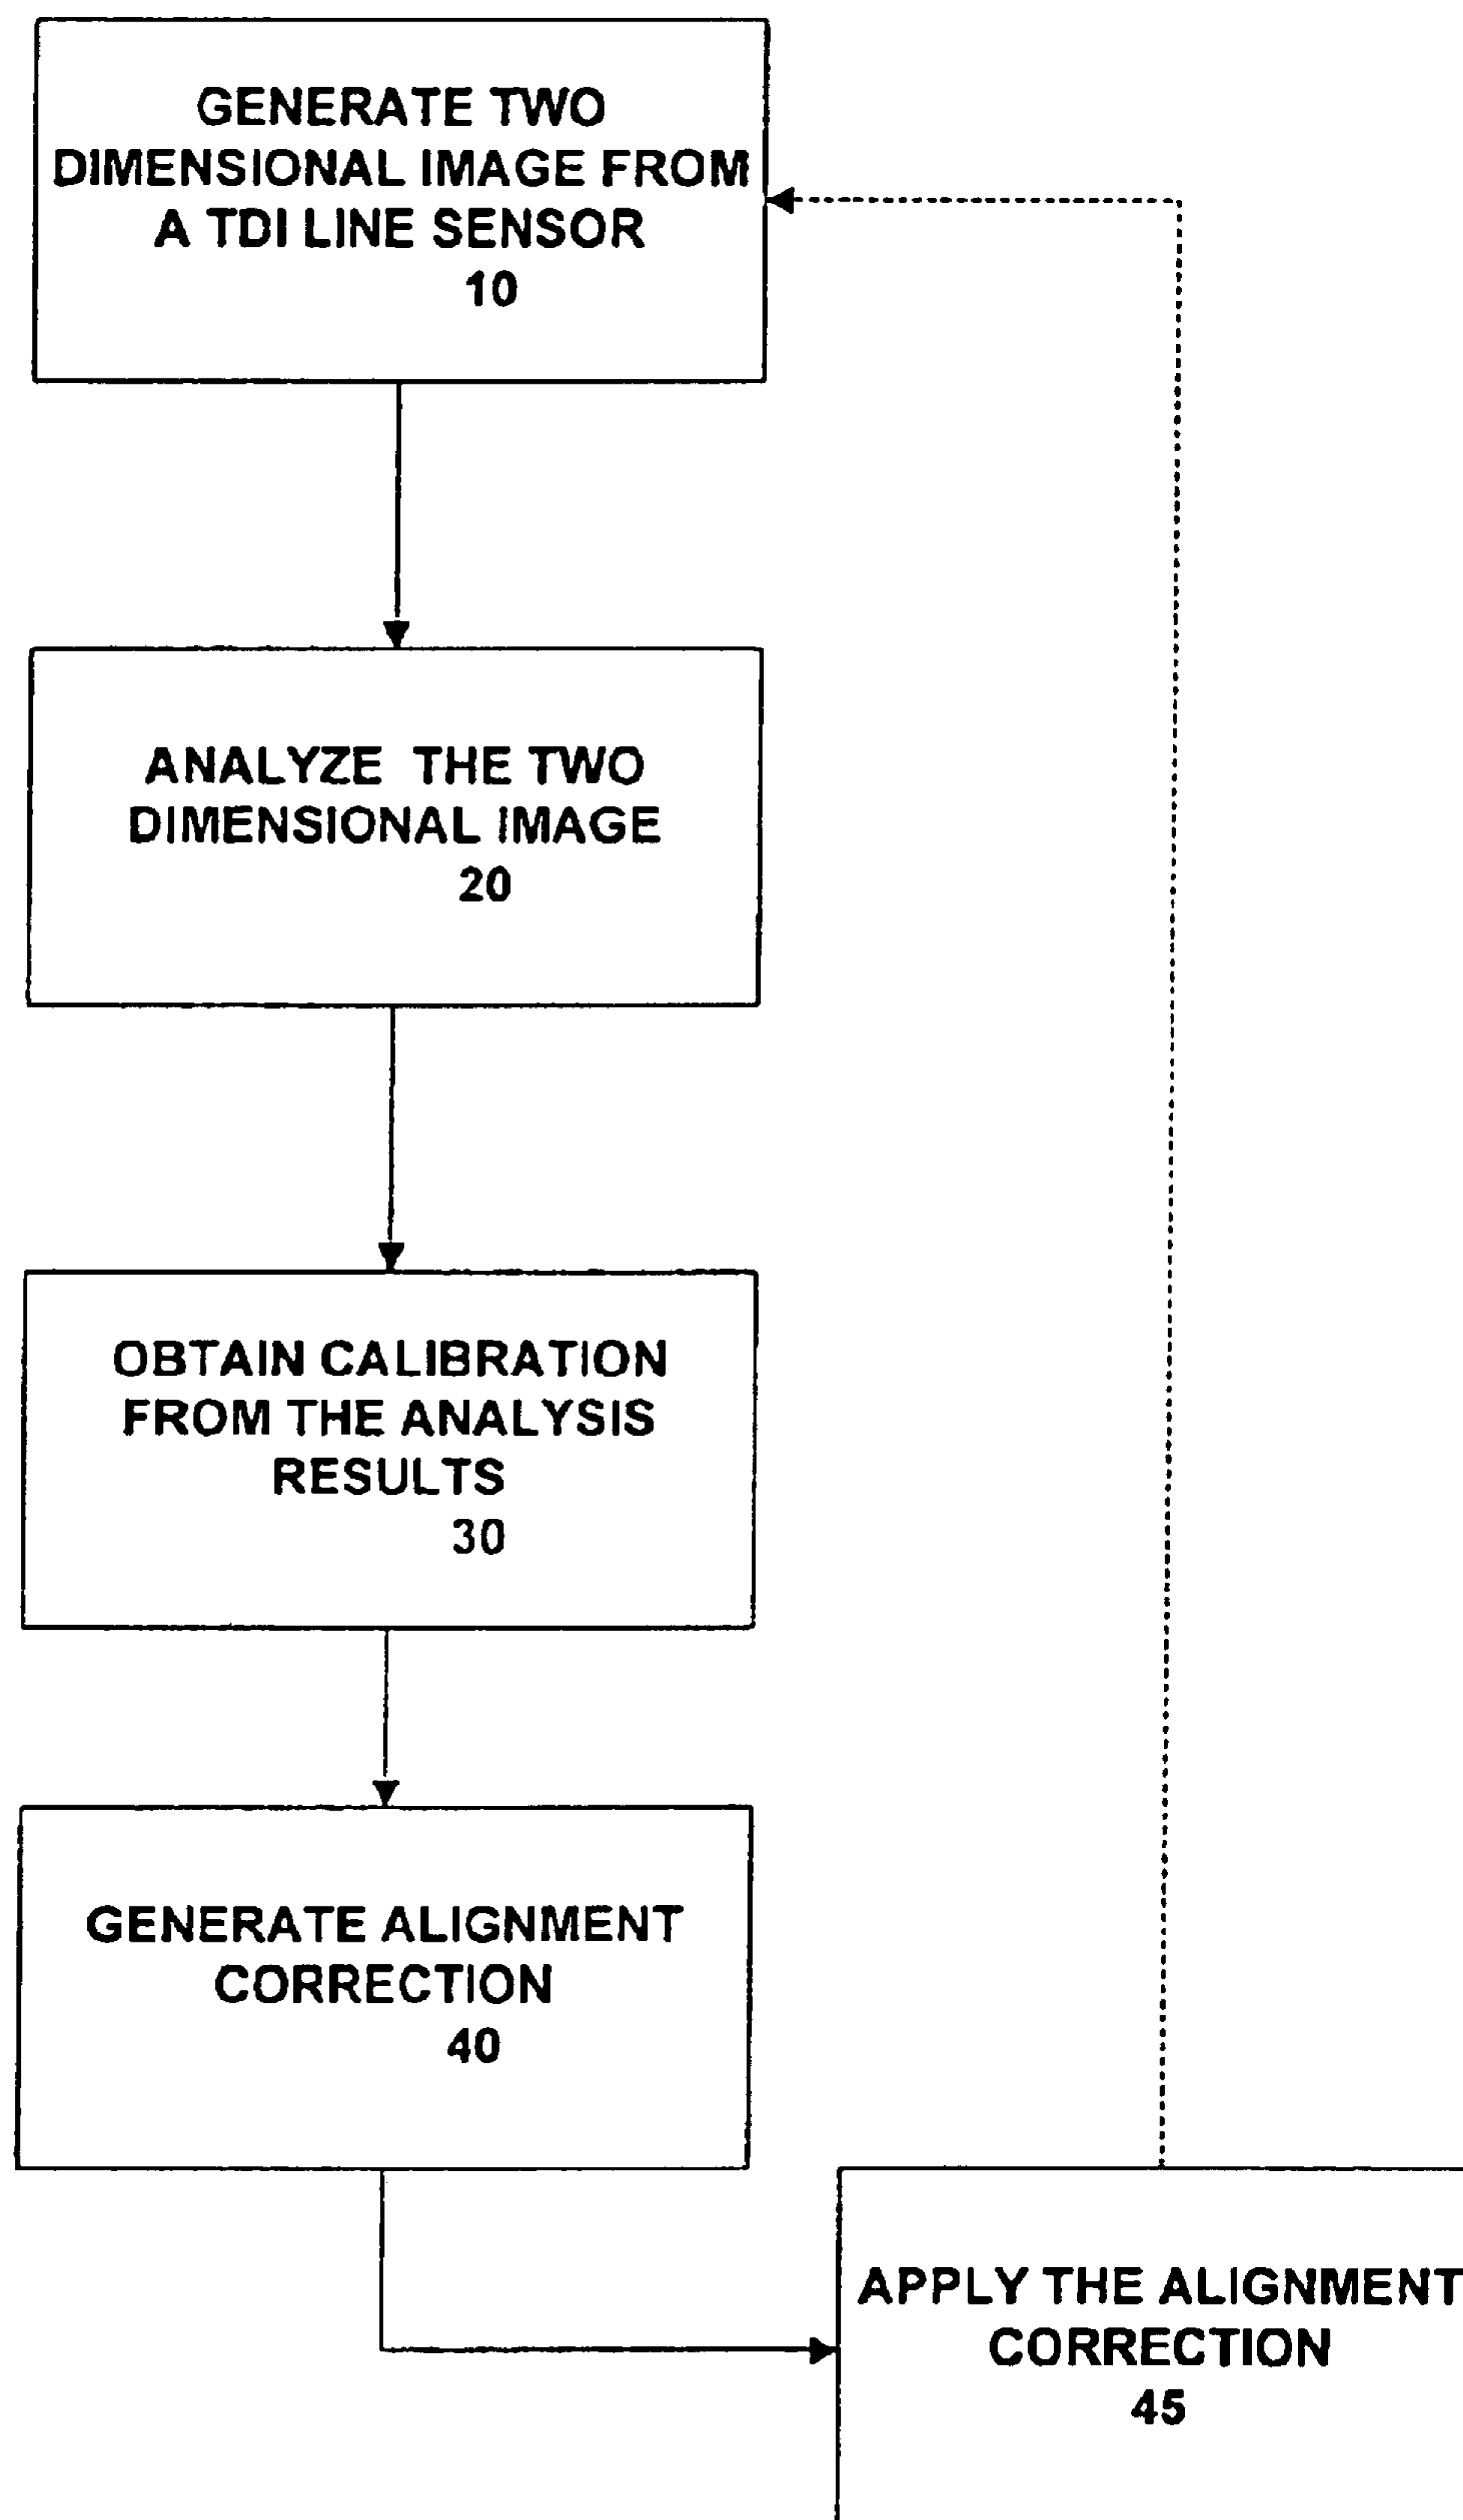 GENERATE TWO
DIMENSIONAL IMAGE FROM
A TDI LINE SENSOR
10
ANALYZE THE TWO
DIMENSIONAL IMAGE
20
OBTAIN CALIBRATION
FROM THE ANALYSIS
RESULTS
30
GENERATE ALIGNMENT
CORRECTION
40
APPLY THE ALIGNMENT
CORRECTION
45